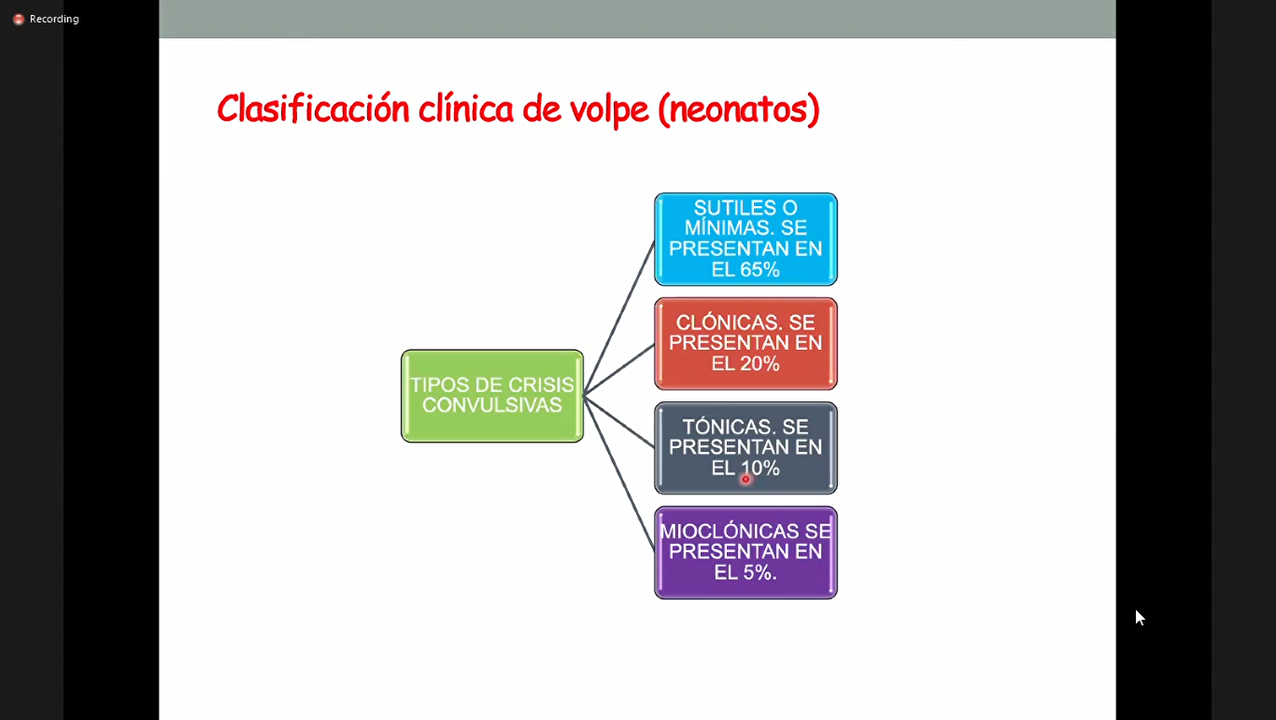 Recording
Clasificación clínica de volpe (neonatos)
SUTILES O
MÍNIMAS. SE
PRESENTAN EN
EL 65%
CLÓNICAS. SE
PRESENTAN EN
EL 20%
TIPOS DE CRISIS
CONVULSIVAS
TÓNICAS. SE
PRESENTAN EN
EL 10%
MIOCLÓNICAS SE
PRESENTAN EN
EL 5%.